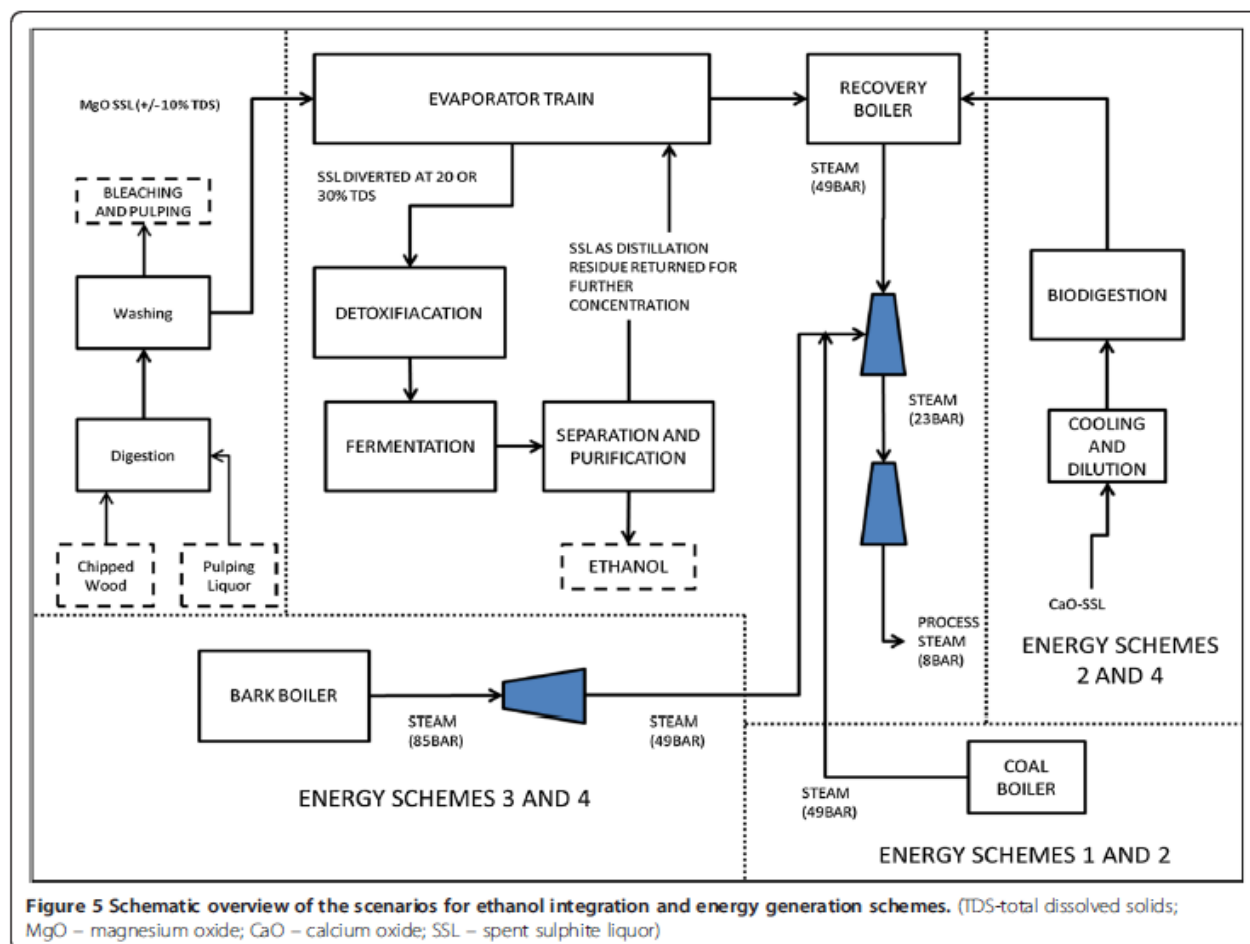 MgO SSL (+/-10% TDS)
EVAPORATOR TRAIN
RECOVERY
BOILER
SSL DIVERTED AT 20 OR
30% TDS
STEAM
(49BAR)
BLEACHING
AND PULPING
SSL AS DISTILLATION
RESIDUE RETURNED FOR
FURTHER
CONCENTRATION
Washing
DETOXIFIACATION
BIODIGESTION
STEAM
(23BAR)
Digestion
FERMENTATION
SEPARATION AND
PURIFICATION
COOLING
AND
DILUTION
Chipped
Wood
Pulping
Liquor
ETHANOL
CaO-SSL
PROCESS
STEAM
(8BAR)
ENERGY SCHEMES
2 AND 4
BARK BOILER
STEAM
(85BAR)
STEAM
(49BAR)
ENERGY SCHEMES 3 AND 4
COAL
BOILER
STEAM
(49BAR)
ENERGY SCHEMES 1 AND 2
Figure 5 Schematic overview of the scenarios for ethanol integration and energy generation schemes. (TDS-total dissolved solids;
MgO – magnesium oxide; CaO – calcium oxide; SSL – spent sulphite liquor)